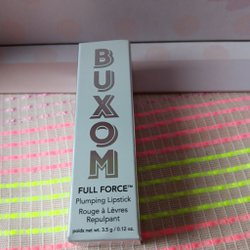 BUXOM
FULL FORCE™
Plumping Lipstick
Rouge à Lèvres
Repulpant
poids net wt. 3.5 g / 0.12 oz.